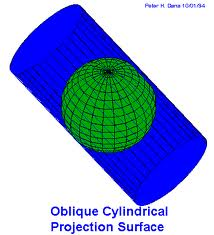 Peter H. Dana 10/01/94
Oblique Cylindrical
Projection Surface